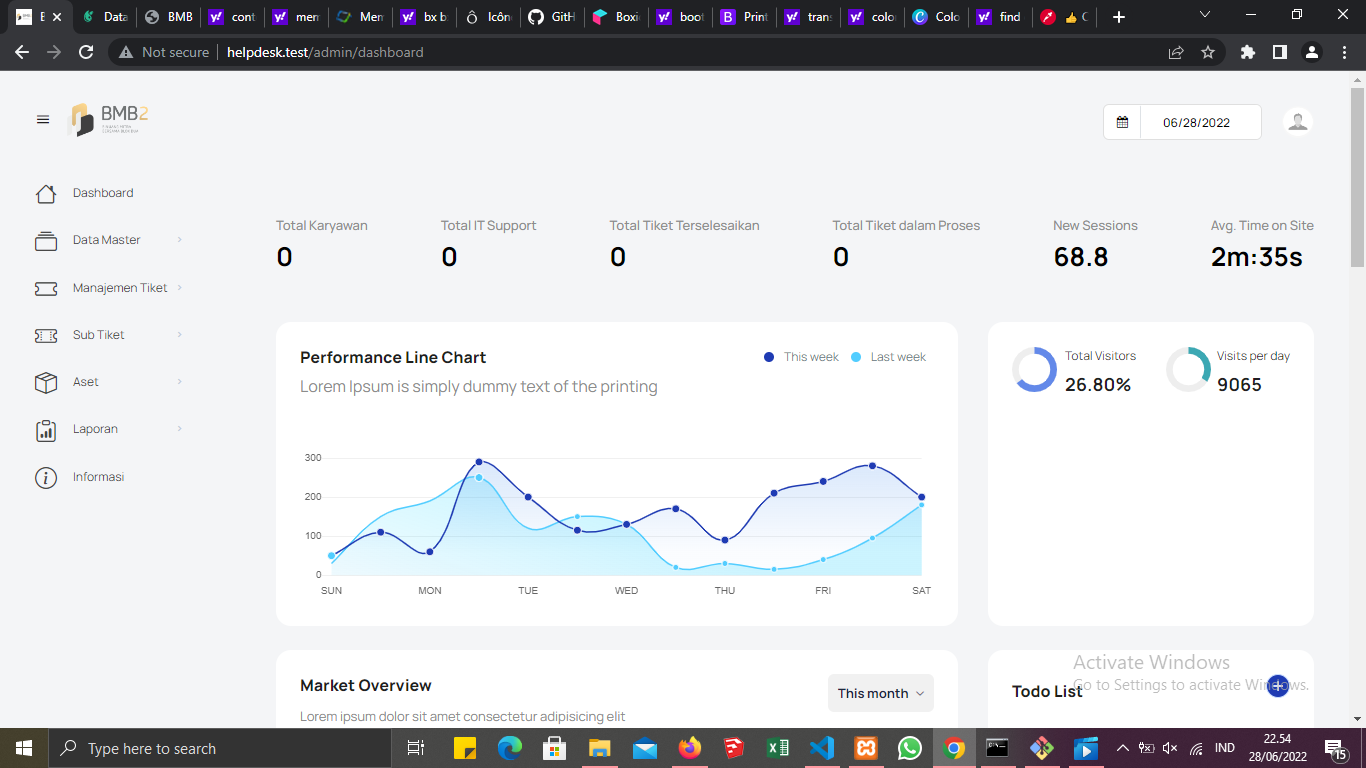 E
Data
BMB
cont
mem
Mem
bx b
Icôn
GitH
Boxic
boot
Print
trans
color
Colo
find
👍 C
Not secure
helpdesk.test/admin/dashboard
BMB2
06/28/2022
Dashboard
Data Master
Manajemen Tiket
Sub Tiket
Aset
Laporan
Informasi
Total Karyawan
0
Total IT Support
0
Total Tiket Terselesaikan
0
Total Tiket dalam Proses
0
New Sessions
68.8
Avg. Time on Site
2m:35s
Performance Line Chart
This week
Last week
Lorem Ipsum is simply dummy text of the printing
300
200
100
0
SUN
MON
TUE
WED
THU
FRI
SAT
Total Visitors
26.80%
Visits per day
9065
Market Overview
This month
Lorem ipsum dolor sit amet consectetur adipisicing elit
Todo List
Activate Windows
Go to Settings to activate Windows.
Type here to search
IND
22.54
28/06/2022
15